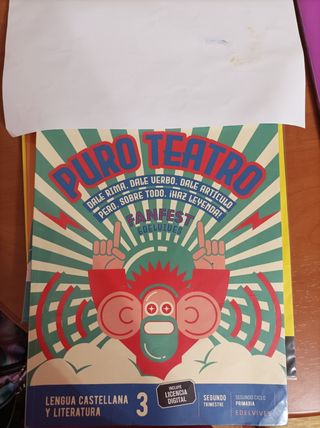 PURO TEATRO
DALE RIMA. DALE VERBO. DALE ARTÍCULO
PERO, SOBRE TODO, ¡HAZ LEYENDA!
FANFEST
EDELVIVES
LENGUA CASTELLANA
Y LITERATURA
3
INCLUYE
LICENCIA
DIGITAL
SEGUNDO
TRIMESTRE
SEGUNDO CICLO
PRIMARIA
EDELVIVES